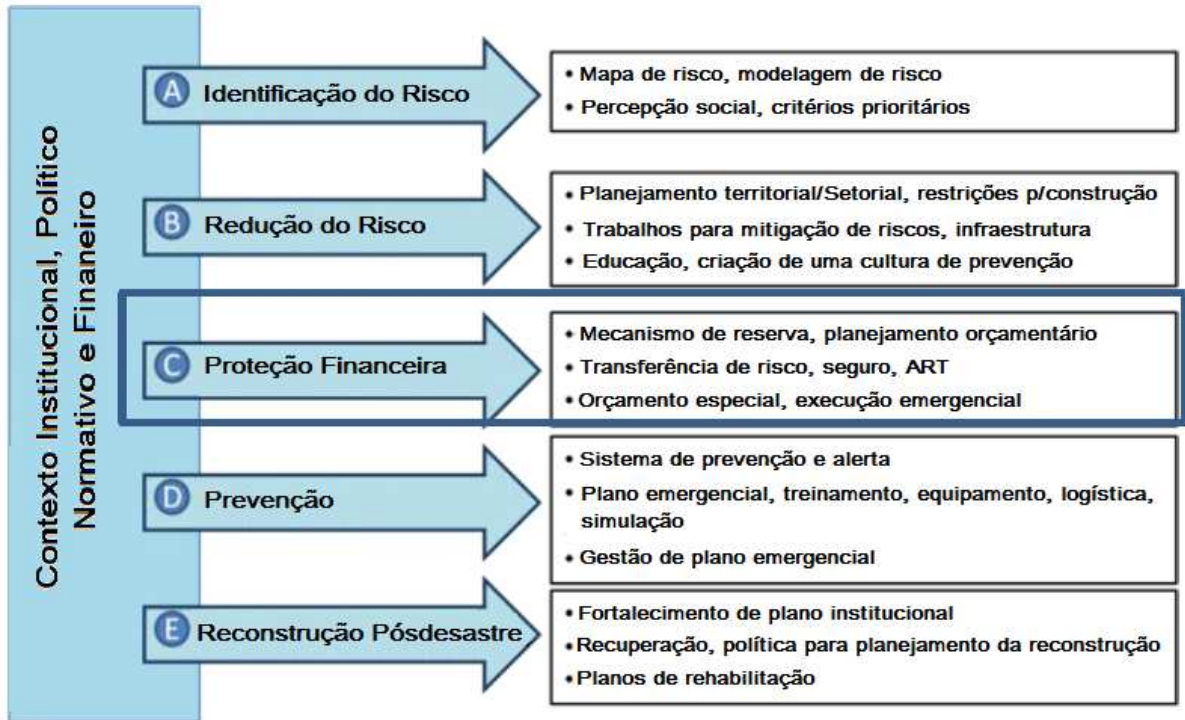 Contexto Institucional, Político
Normativo e Financeiro
A Identificação do Risco
• Mapa de risco, modelagem de risco
• Percepção social, critérios prioritários
B Redução do Risco
• Planejamento territorial/Setorial, restrições p/construção
• Trabalhos para mitigação de riscos, infraestrutura
• Educação, criação de uma cultura de prevenção
C Proteção Financeira
• Mecanismo de reserva, planejamento orçamentário
• Transferência de risco, seguro, ART
• Orçamento especial, execução emergencial
D Prevenção
• Sistema de prevenção e alerta
• Plano emergencial, treinamento, equipamento, logística,
simulação
• Gestão de plano emergencial
E Reconstrução Pósdesastre
• Fortalecimento de plano institucional
• Recuperação, política para planejamento da reconstrução
• Planos de rehabilitação